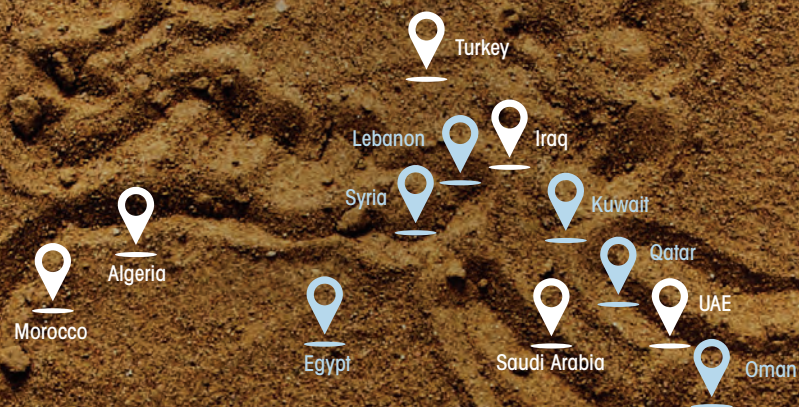 Turkey
Lebanon
Iraq
Syria
Kuwait
Qatar
Algeria
UAE
Morocco
Egypt
Saudi Arabia
Oman